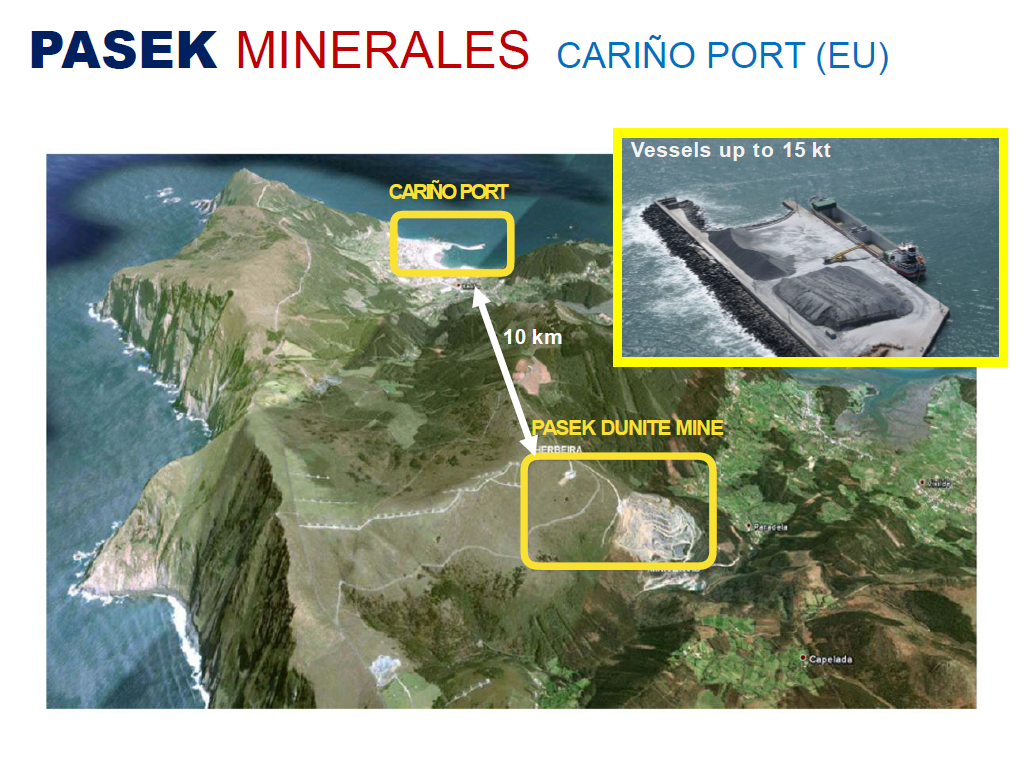 PASEK MINERALES CARIÑO PORT (EU)
Vessels up to 15 kt
CARIÑO PORT
10 km
PASEK DUNITE MINE
HERBEIRA
Paradela
Capelada